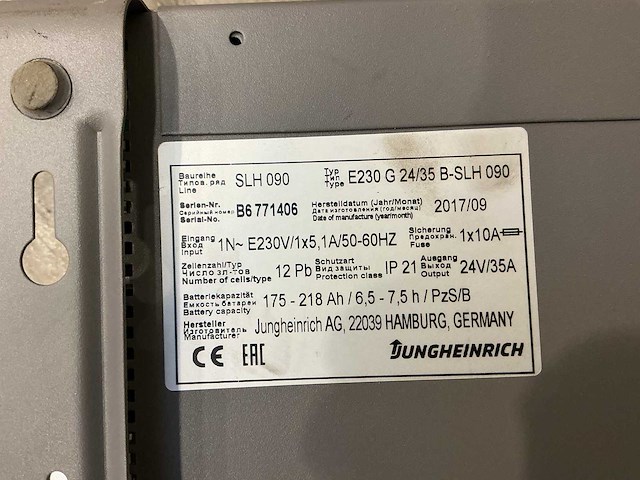 Baureihe Типов. ряд Line SLH 090 Typ Тип Type E230 G 24/35 B-SLH 090
Serien-Nr. Серийный номер Serial-No. B6 771406 Herstelldatum (Jahr/Monat) Дата изготовления (год/месяц) Date of manufacture (year/month) 2017/09
Eingang Вход Input 1N~ E230V/1x5,1A/50-60HZ Sicherung Предохран. Fuse 1x10A
Zellenzahl/Typ Число эл-тов Number of cells/type 12 Pb Schutzart Вид защиты Protection class IP 21 Ausgang Выход Output 24V/35A
Batteriekapazität Емкость батареи Battery capacity 175 - 218 Ah / 6,5 - 7,5 h / PzS/B
Hersteller Изготовитель Manufacturer Jungheinrich AG, 22039 HAMBURG, GERMANY
CE EAC JUNGHEINRICH